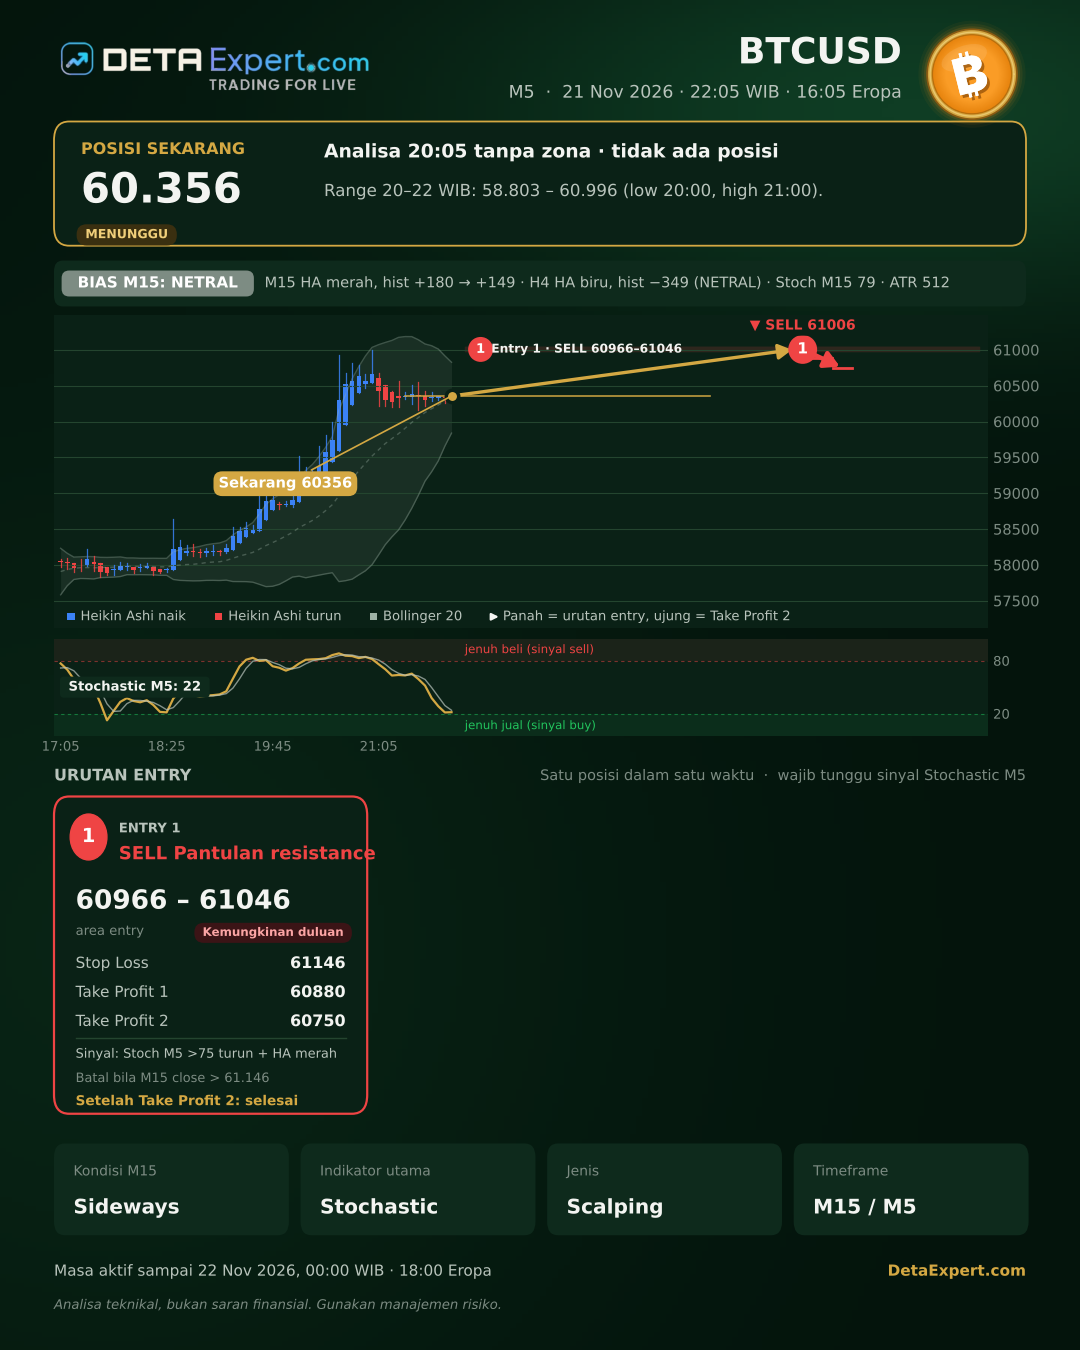 DETA Expert.com
TRADING FOR LIVE
BTCUSD
M5 · 21 Nov 2026 · 22:05 WIB · 16:05 Eropa
POSISI SEKARANG
60.356
MENUNGGU
Analisa 20:05 tanpa zona · tidak ada posisi
Range 20–22 WIB: 58.803 – 60.996 (low 20:00, high 21:00).
BIAS M15: NETRAL
M15 HA merah, hist +180 → +149 · H4 HA biru, hist −349 (NETRAL) · Stoch M15 79 · ATR 512
▼ SELL 61006
1 Entry 1 · SELL 60966–61046
1
61000
60500
60000
59500
59000
58500
58000
57500
Sekarang 60356
Heikin Ashi naik
Heikin Ashi turun
Bollinger 20
Panah = urutan entry, ujung = Take Profit 2
jenuh beli (sinyal sell)
80
Stochastic M5: 22
20
jenuh jual (sinyal buy)
17:05 18:25 19:45 21:05
URUTAN ENTRY
Satu posisi dalam satu waktu · wajib tunggu sinyal Stochastic M5
1
ENTRY 1
SELL Pantulan resistance
60966 – 61046
area entry
Kemungkinan duluan
Stop Loss 61146
Take Profit 1 60880
Take Profit 2 60750
Sinyal: Stoch M5 >75 turun + HA merah
Batal bila M15 close > 61.146
Setelah Take Profit 2: selesai
Kondisi M15
Sideways
Indikator utama
Stochastic
Jenis
Scalping
Timeframe
M15 / M5
Masa aktif sampai 22 Nov 2026, 00:00 WIB · 18:00 Eropa
DetaExpert.com
Analisa teknikal, bukan saran finansial. Gunakan manajemen risiko.